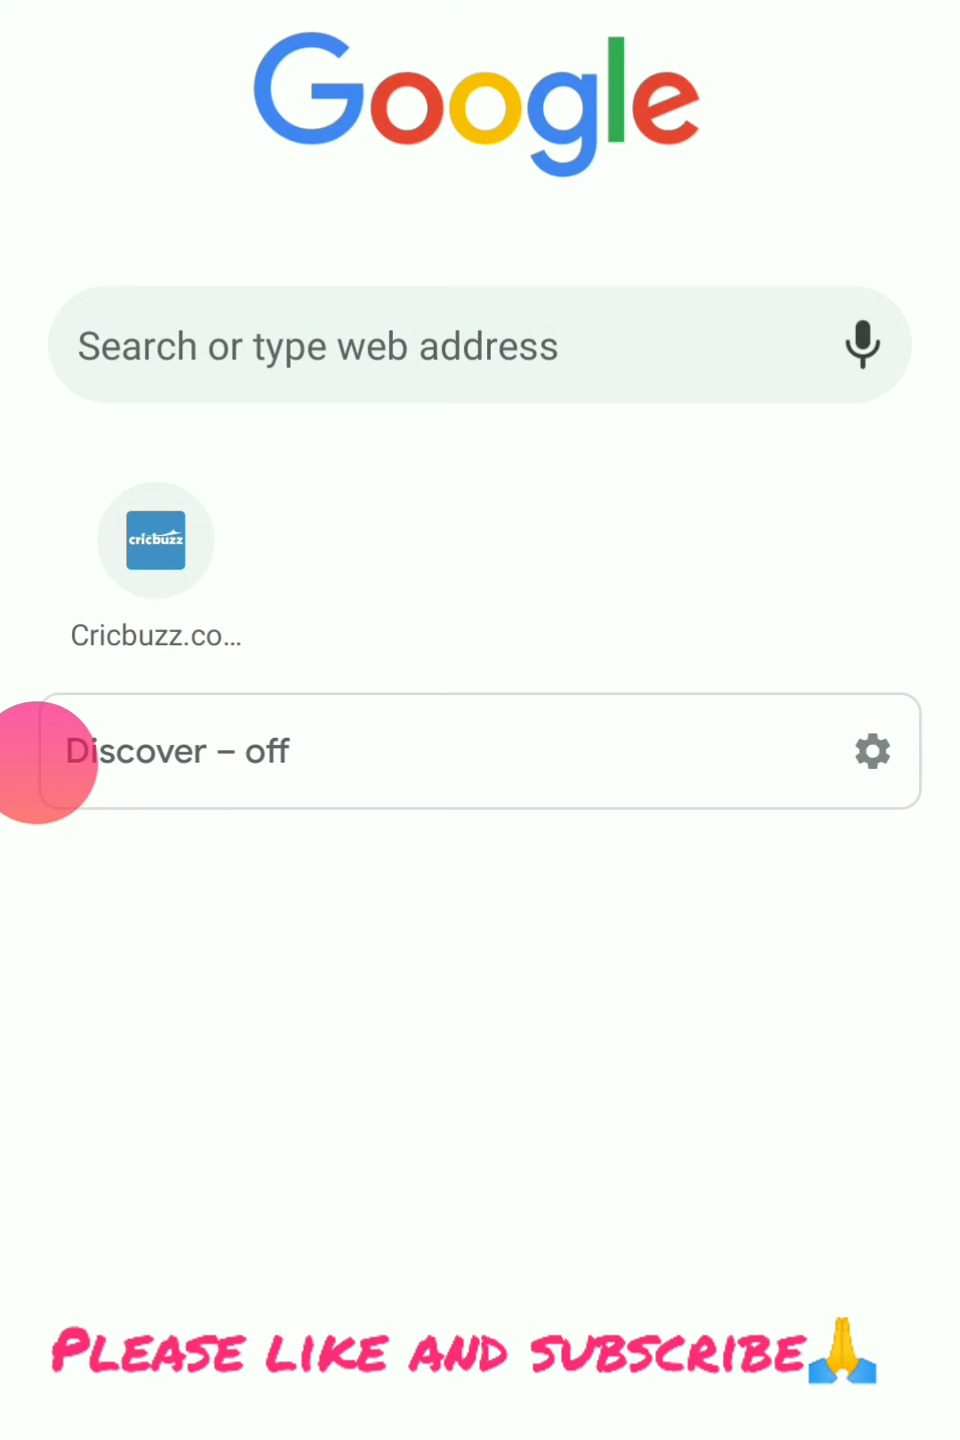 Google
Search or type web address
cricbuzz
Cricbuzz.co...
Discover – off
Please like and subscribe🙏